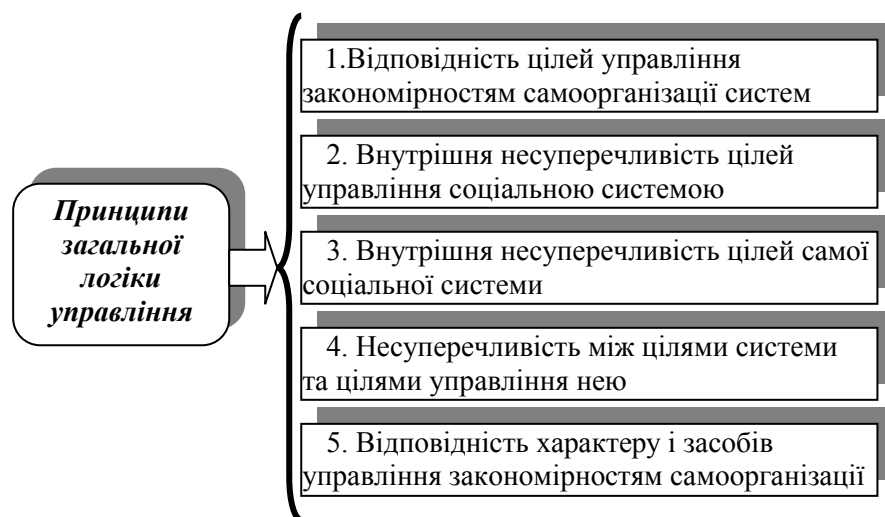 Принципи
загальної
логіки
управління
1.Відповідність цілей управління
закономірностям самоорганізації систем
2. Внутрішня несуперечливість цілей
управління соціальною системою
3. Внутрішня несуперечливість цілей самої
соціальної системи
4. Несуперечливість між цілями системи
та цілями управління нею
5. Відповідність характеру і засобів
управління закономірностям самоорганізації